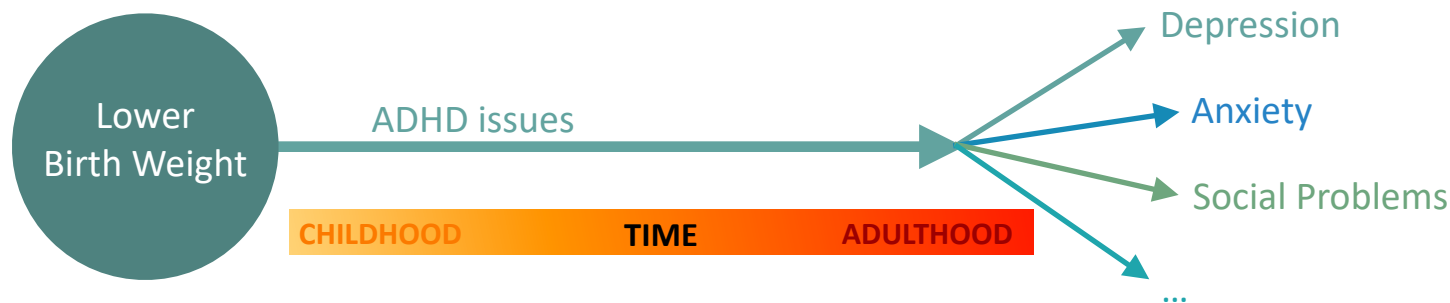 Lower
Birth Weight
ADHD issues
CHILDHOOD TIME ADULTHOOD
Depression
Anxiety
Social Problems
...